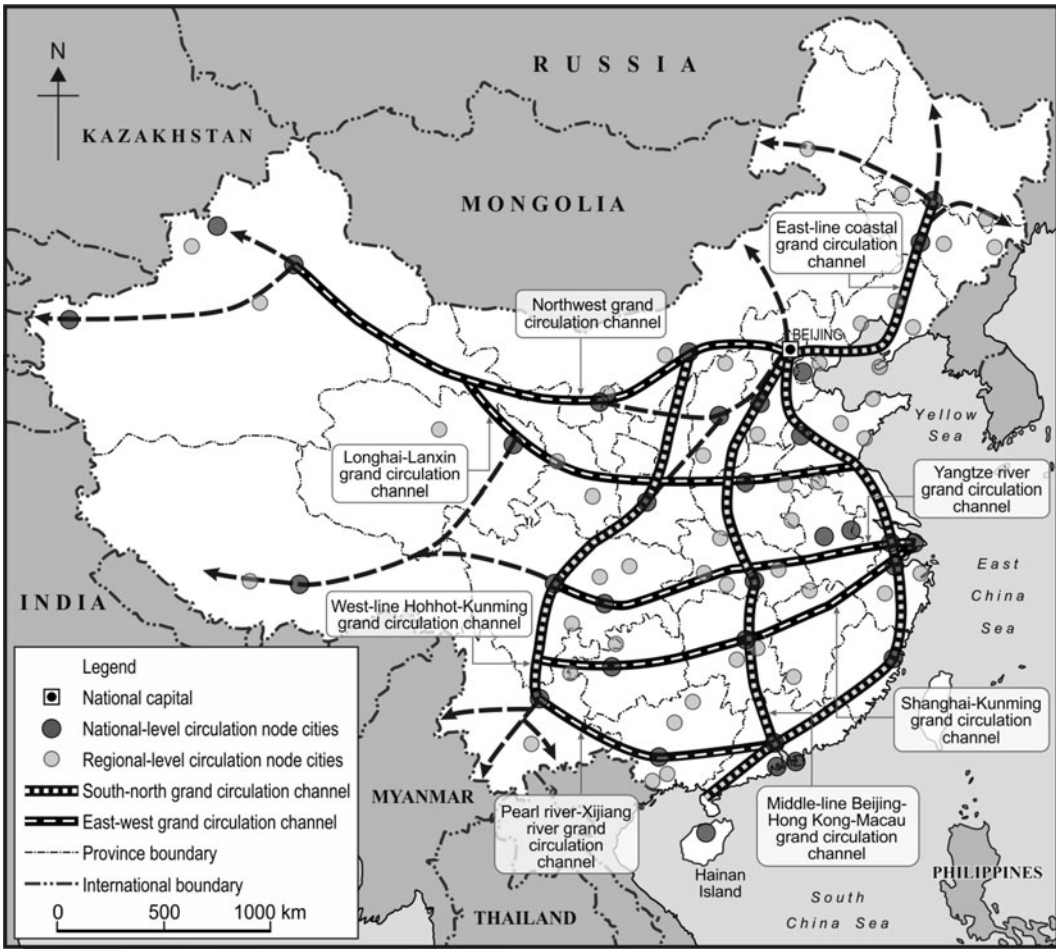 N
RUSSIA
KAZAKHSTAN
MONGOLIA
East-line coastal
grand circulation
channel
Northwest grand
circulation channel
BEIJING
Yellow
Sea
Longhai-Lanxin
grand circulation
channel
Yangtze river
grand circulation
channel
East
China
Sea
INDIA
West-line Hohhot-Kunming
grand circulation channel
Shanghai-Kunming
grand circulation
channel
Legend
National capital
National-level circulation node cities
Regional-level circulation node cities
South-north grand circulation channel
East-west grand circulation channel
Province boundary
International boundary
0 500 1000 km
MYANMAR
Pearl river-Xijiang
river grand
circulation
channel
Middle-line Beijing-
Hong Kong-Macau
grand circulation
channel
Hainan
Island
PHILIPPINES
THAILAND
South
China Sea